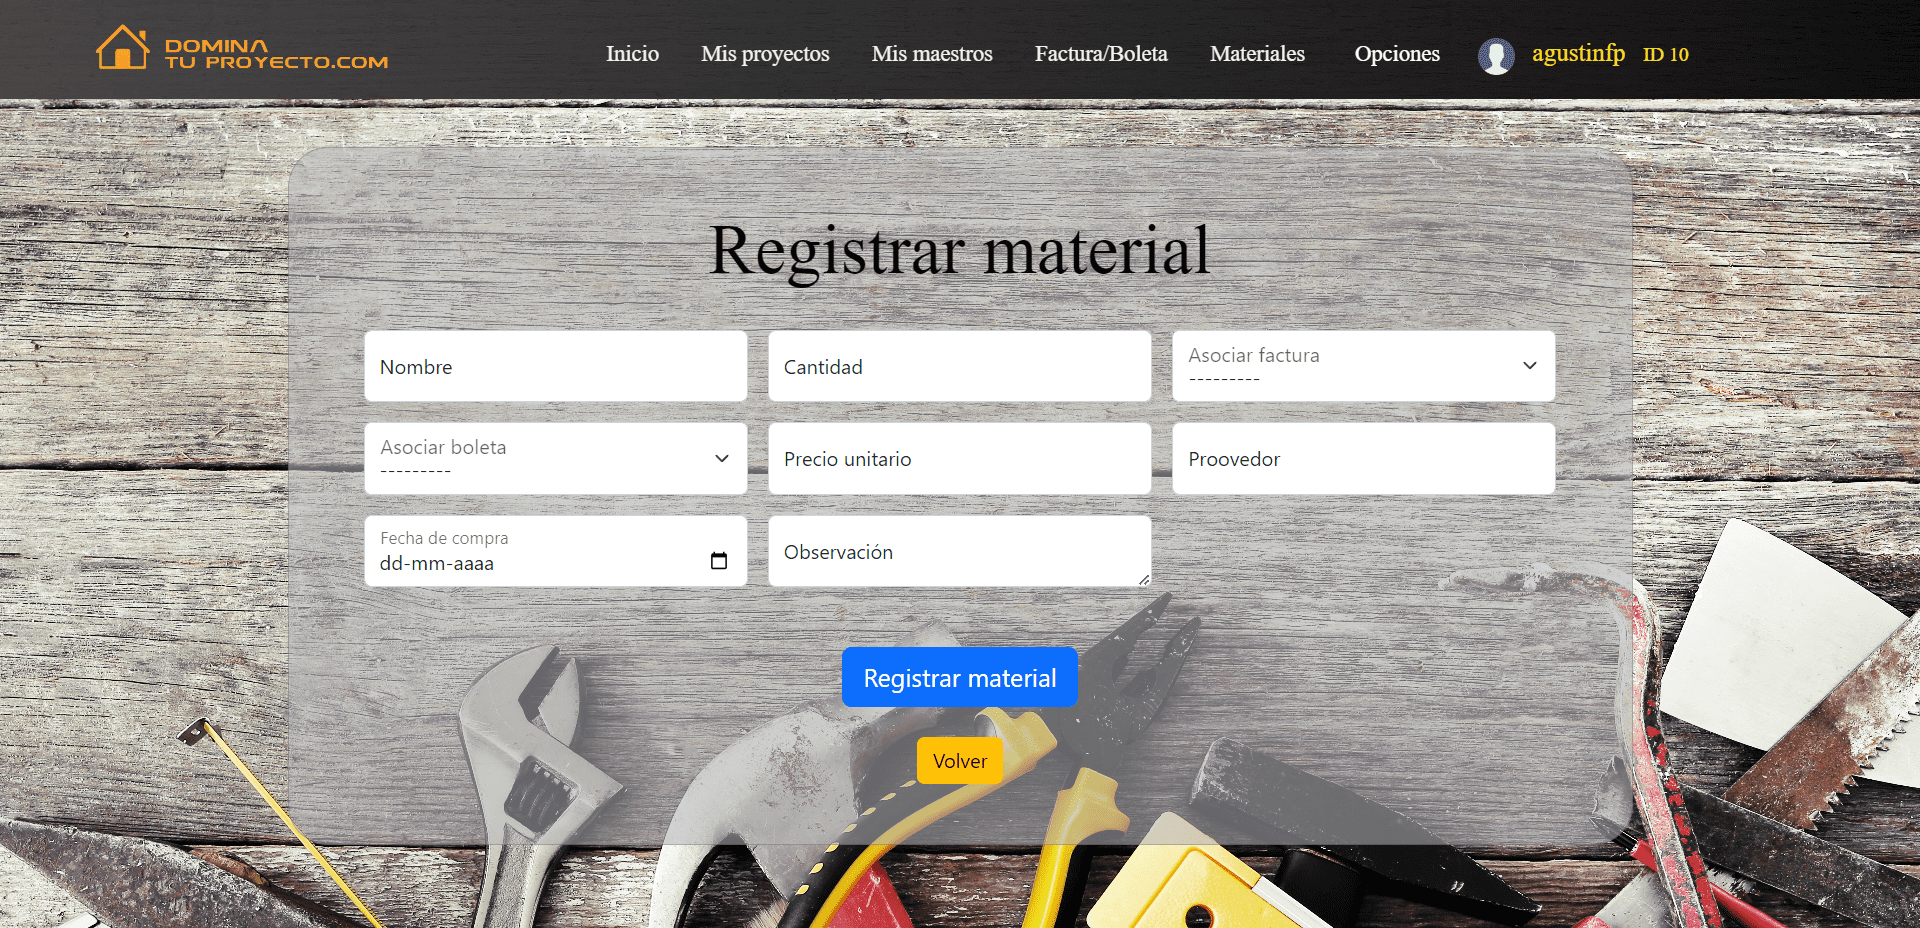 DOMINA
TU PROYECTO.COM
Inicio
Mis proyectos
Mis maestros
Factura/Boleta
Materiales
Opciones
agustinfp
ID 10
Registrar material
Nombre
Cantidad
Asociar factura
---------
Asociar boleta
---------
Precio unitario
Proovedor
Fecha de compra
dd-mm-aaaa
Observación
Registrar material
Volver